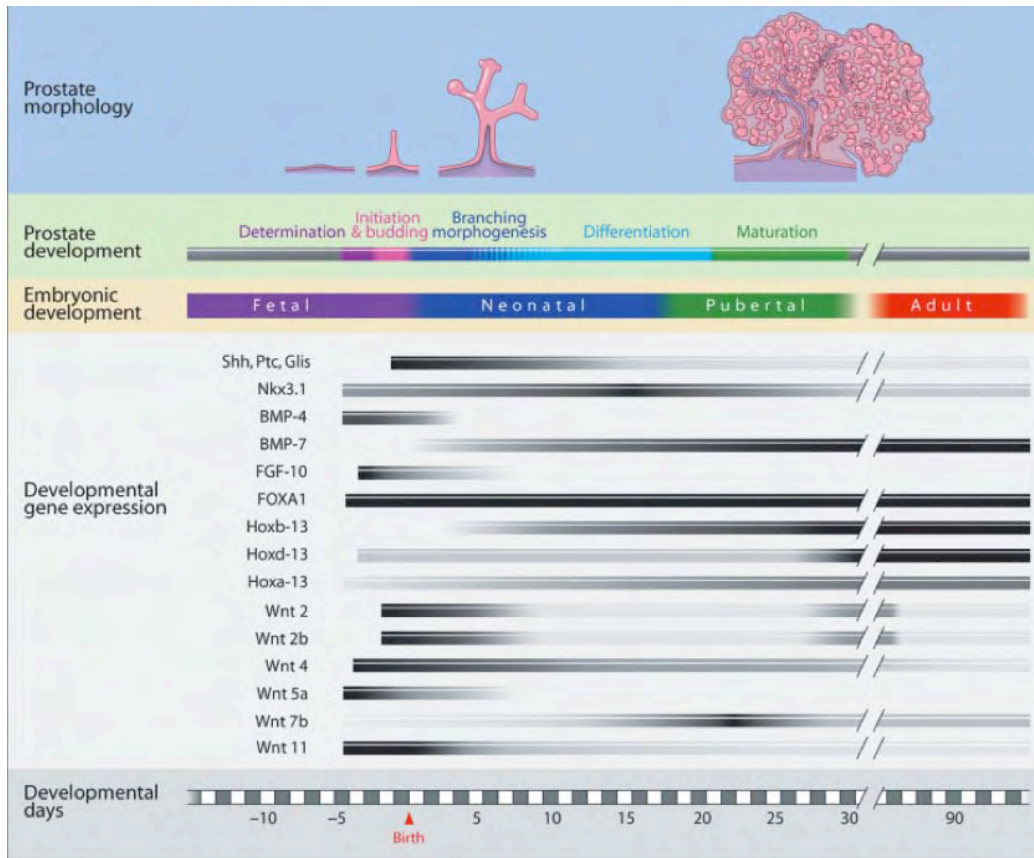 Prostate
morphology
Prostate
development
Determination
Initiation
& budding
Branching
morphogenesis
Differentiation
Maturation
Embryonic
development
Fetal
Neonatal
Pubertal
Adult
Developmental
gene expression
Shh, Ptc, Glis
Nkx3.1
BMP-4
BMP-7
FGF-10
FOXA1
Hoxb-13
Hoxd-13
Hoxa-13
Wnt 2
Wnt 2b
Wnt 4
Wnt 5a
Wnt 7b
Wnt 11
Developmental
days
–10 –5 5 10 15 20 25 30 90
Birth